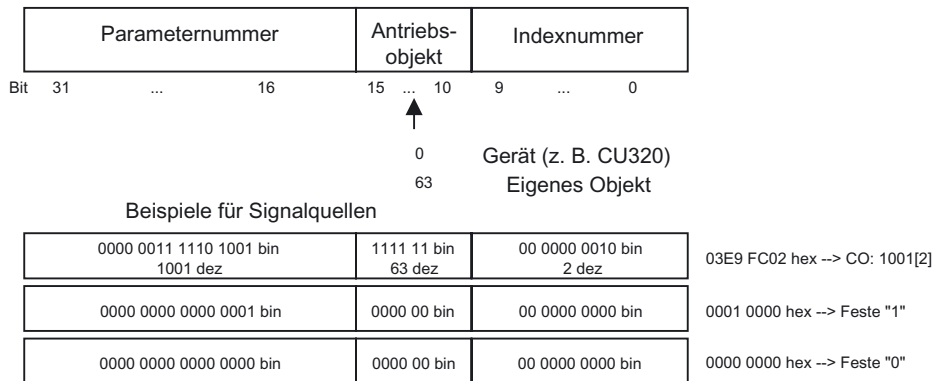 Parameternummer Antriebs-objekt Indexnummer
Bit 31 ... 16 15 ... 10 9 ... 0
0 Gerät (z. B. CU320)
63 Eigenes Objekt
Beispiele für Signalquellen
0000 0011 1110 1001 bin 1111 11 bin 00 0000 0010 bin
1001 dez 63 dez 2 dez
03E9 FC02 hex --> CO: 1001[2]
0000 0000 0000 0001 bin 0000 00 bin 00 0000 0000 bin 0001 0000 hex --> Feste "1"
0000 0000 0000 0000 bin 0000 00 bin 00 0000 0000 bin 0000 0000 hex --> Feste "0"